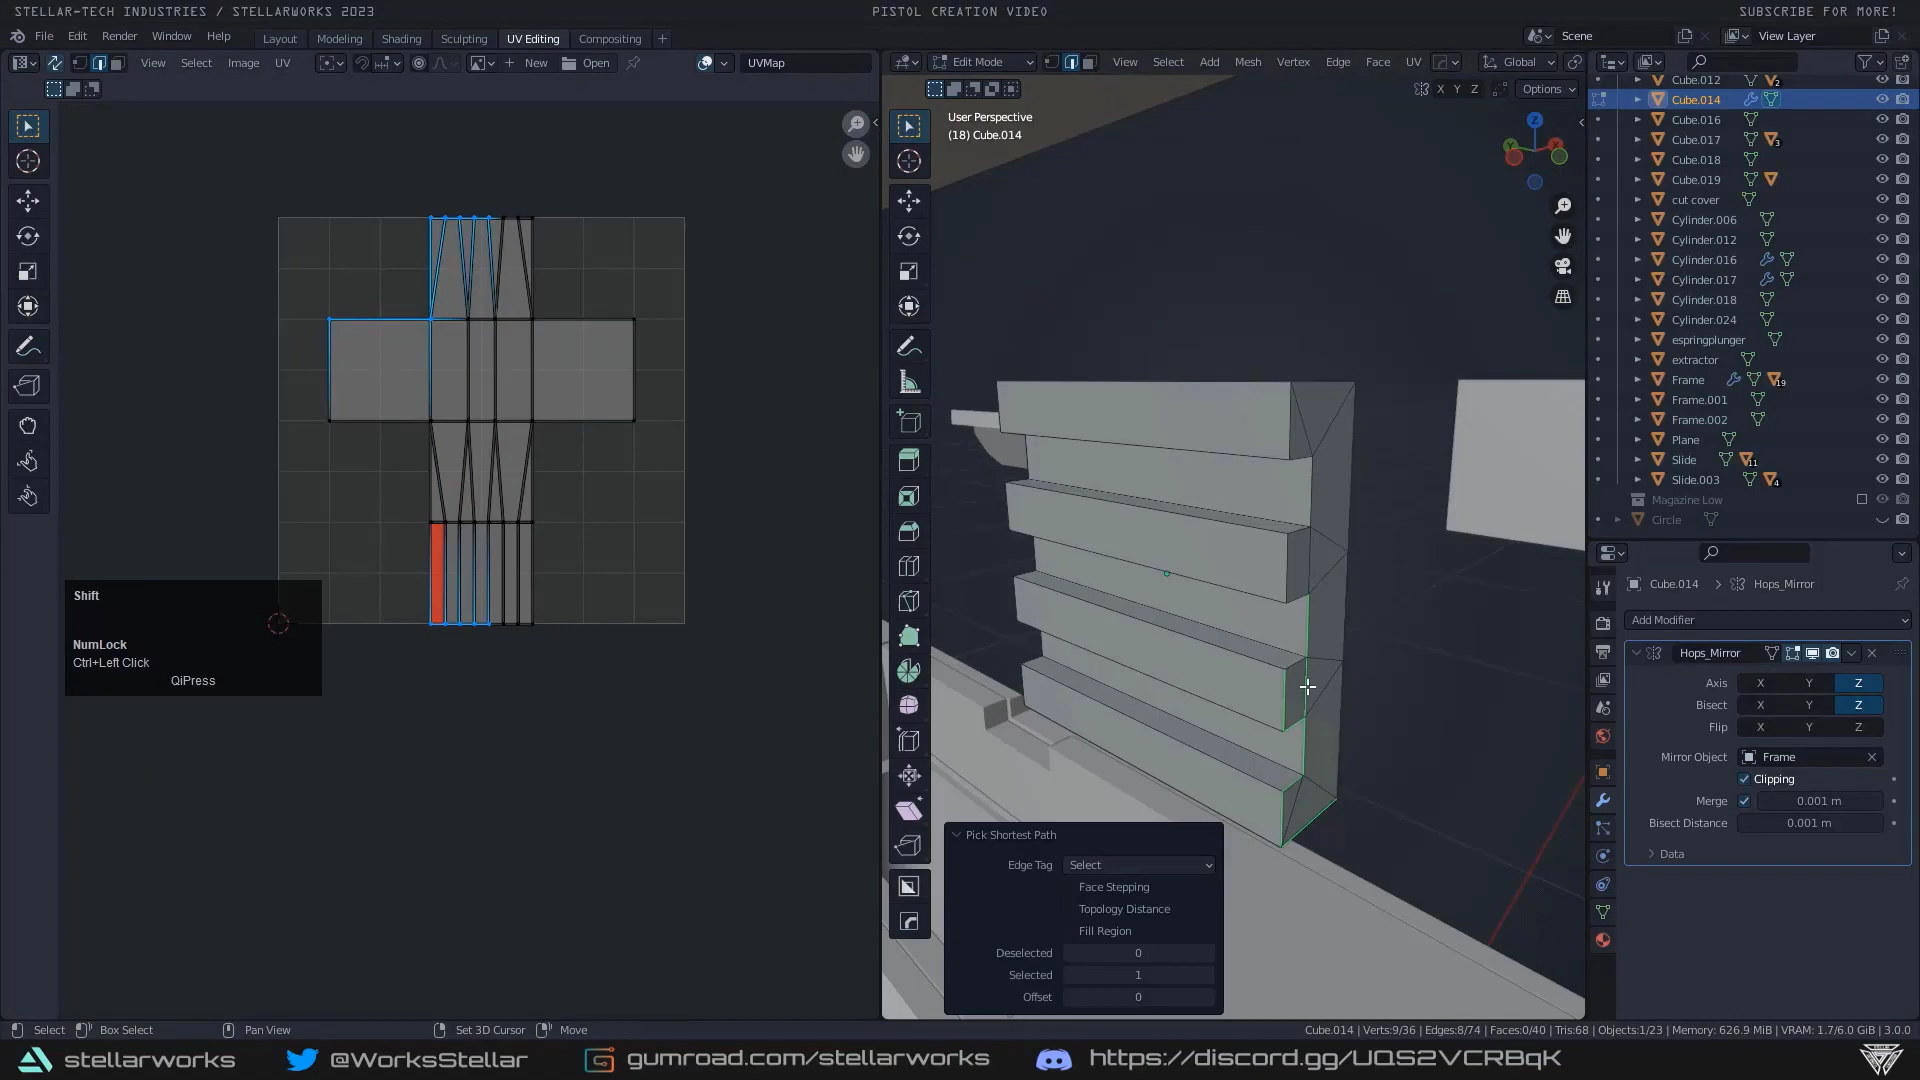 STELLAR-TECH INDUSTRIES / STELLARWORKS 2023
PISTOL CREATION VIDEO
SUBSCRIBE FOR MORE!
File Edit Render Window Help
Layout Modeling Shading Sculpting UV Editing Compositing
Scene
View Layer
View Select Image UV
New
Open
UVMap
Edit Mode
View Select Add Mesh Vertex Edge Face UV
Global
X Y Z
Options
User Perspective
(18) Cube.014
Cube.012
2
Cube.014
Cube.016
Cube.017
3
Cube.018
Cube.019
cut cover
Cylinder.006
Cylinder.012
Cylinder.016
Cylinder.017
Cylinder.018
Cylinder.024
espringplunger
extractor
Frame
19
Frame.001
Frame.002
Plane
Slide
11
Slide.003
4
Magazine Low
Circle
Shift
NumLock
Ctrl+Left Click
QiPress
Cube.014 > Hops_Mirror
Add Modifier
Hops_Mirror
Axis X Y Z
Bisect X Y Z
Flip X Y Z
Mirror Object Frame
Clipping
Merge 0.001 m
Bisect Distance 0.001 m
Data
Pick Shortest Path
Edge Tag Select
Face Stepping
Topology Distance
Fill Region
Deselected 0
Selected 1
Offset 0
Select
Box Select
Pan View
Set 3D Cursor
Move
Cube.014 | Verts:9/36 | Edges:8/74 | Faces:0/40 | Tris:68 | Objects:1/23 | Memory: 626.9 MiB | VRAM: 1.7/6.0 GiB | 3.0.0
stellarworks
@WorksStellar
gumroad.com/stellarworks
https://discord.gg/UQS2VCRBqK